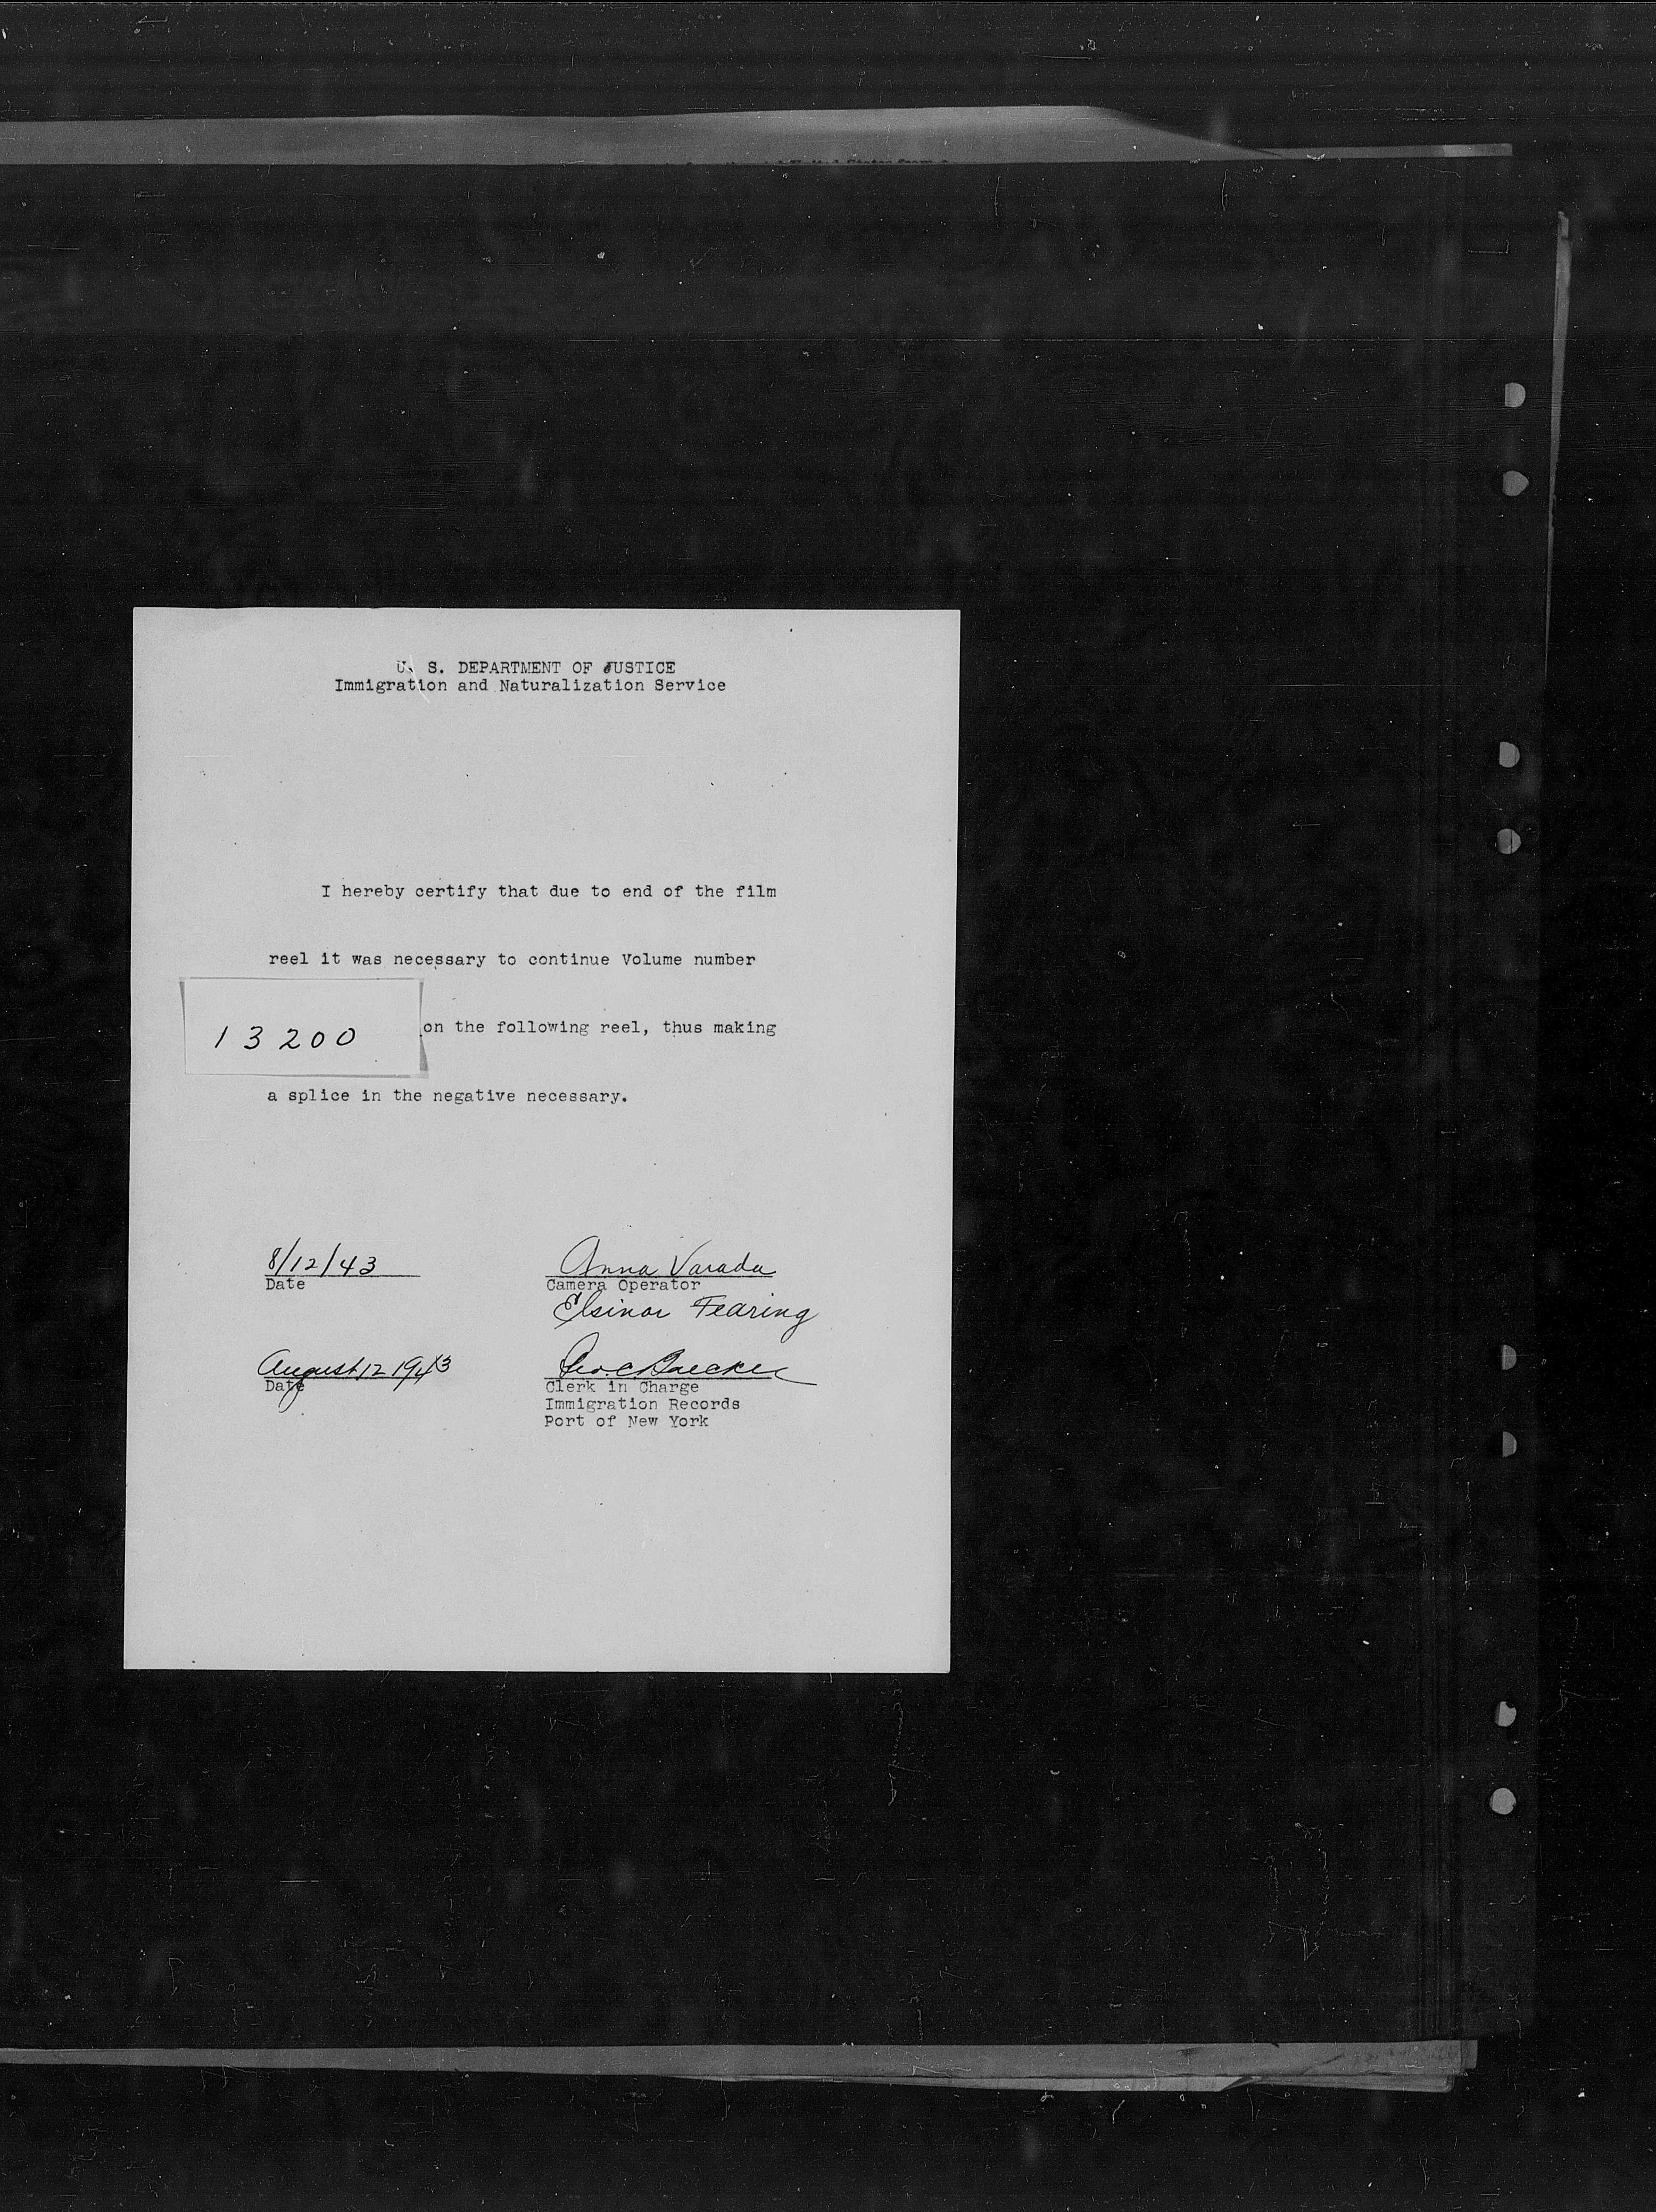 U. S. DEPARTMENT OF JUSTICE
Immigration and Naturalization Service
I hereby certify that due to end of the film
reel it was necessary to continue Volume number
13200 on the following reel, thus making
a splice in the negative necessary.
8/12/43 Anna Varada
Date Camera Operator
Elsinor Fearing
August 12 1943
Date Clerk in Charge
Immigration Records
Port of New York